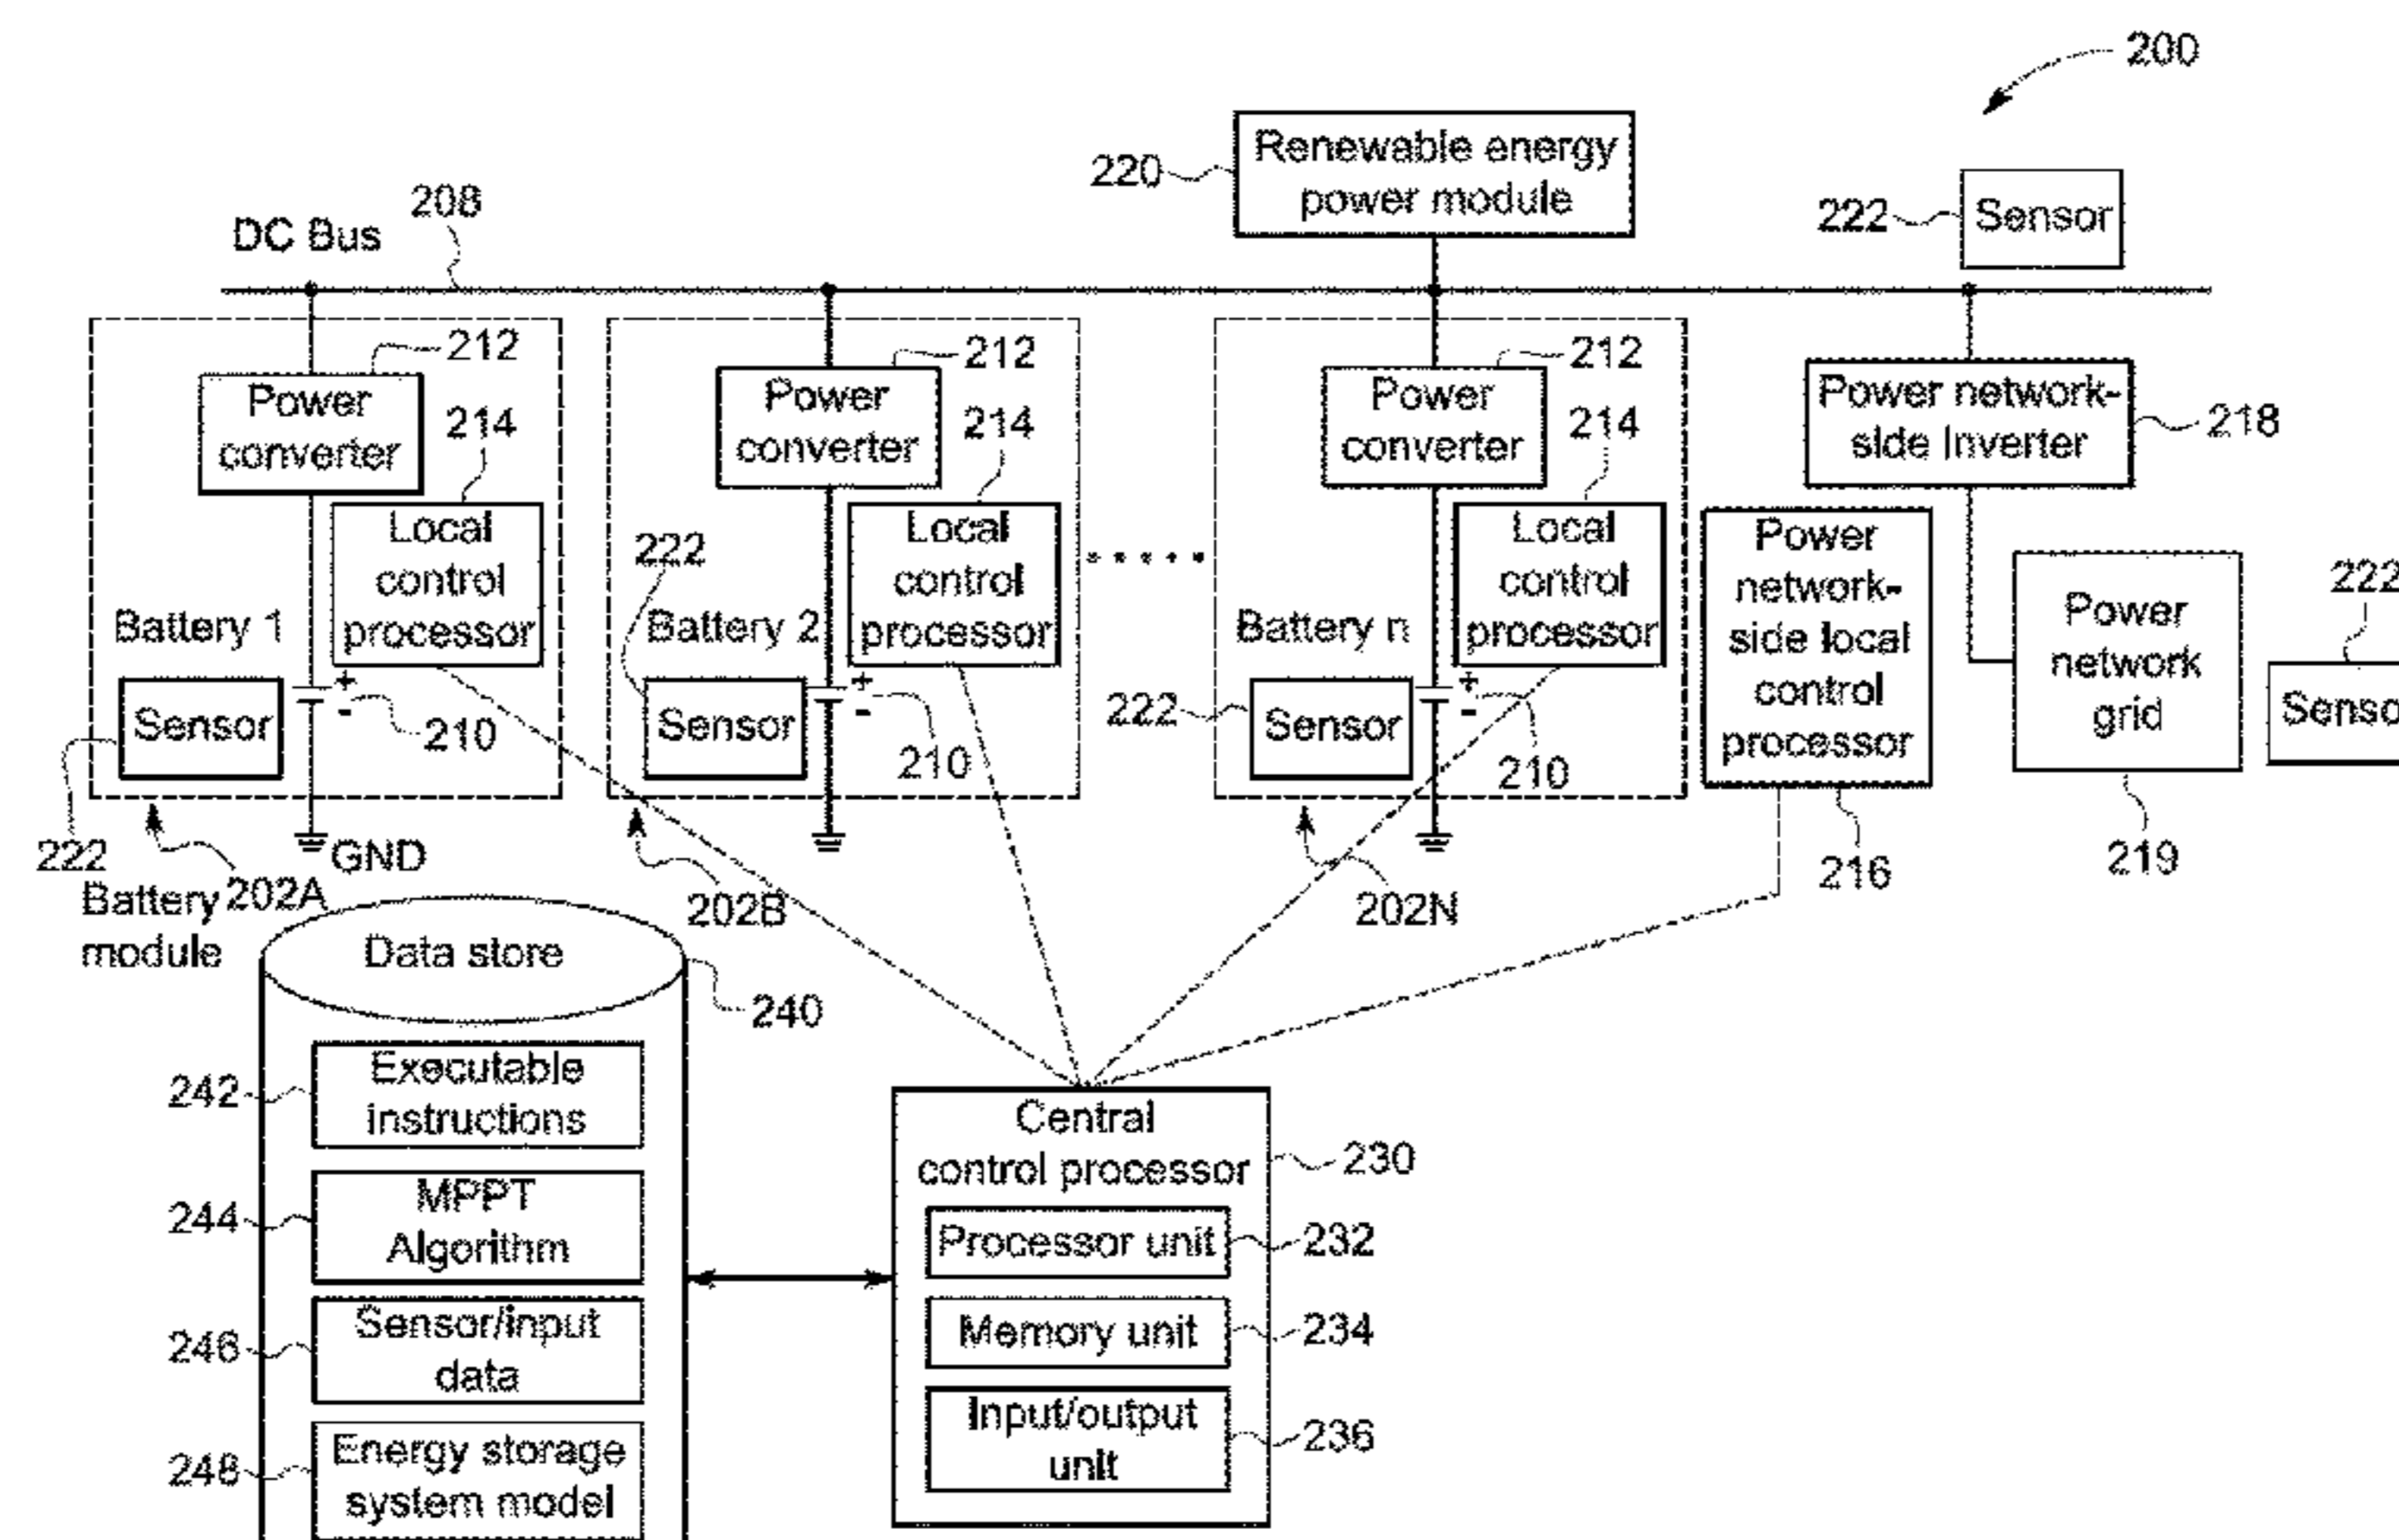 200
220
Renewable energy
power module
222
Sensor
DC Bus
208
212
Power
converter
214
Local
control
processor
Battery 1
Sensor
+
-
210
222
202A
GND
Battery
module
212
Power
converter
214
Local
control
processor
222
Battery 2
Sensor
+
-
210
202B
212
Power
converter
214
Local
control
processor
Battery n
222
Sensor
+
-
210
202N
Power network-
side Inverter
218
Power
network-
side local
control
processor
216
Power
network
grid
219
222
Senso
Data store
240
242
Executable
instructions
244
MPPT
Algorithm
246
Sensor/input
data
248
Energy storage
system model
Central
control processor
230
Processor unit
232
Memory unit
234
Input/output
unit
236